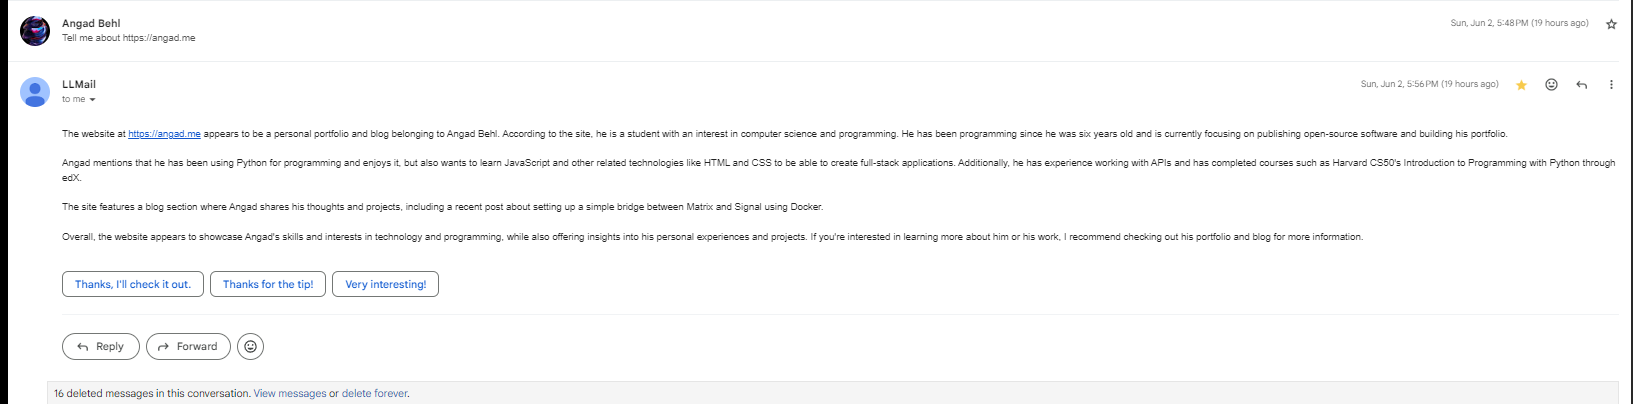 Angad Behl
Sun, Jun 2, 5:48 PM (19 hours ago)
Tell me about https://angad.me
LLMail
Sun, Jun 2, 5:56 PM (19 hours ago)
to me
The website at https://angad.me appears to be a personal portfolio and blog belonging to Angad Behl. According to the site, he is a student with an interest in computer science and programming. He has been programming since he was six years old and is currently focusing on publishing open-source software and building his portfolio.
Angad mentions that he has been using Python for programming and enjoys it, but also wants to learn JavaScript and other related technologies like HTML and CSS to be able to create full-stack applications. Additionally, he has experience working with APIs and has completed courses such as Harvard CS50's Introduction to Programming with Python through
edX.
The site features a blog section where Angad shares his thoughts and projects, including a recent post about setting up a simple bridge between Matrix and Signal using Docker.
Overall, the website appears to showcase Angad's skills and interests in technology and programming, while also offering insights into his personal experiences and projects. If you're interested in learning more about him or his work, I recommend checking out his portfolio and blog for more information.
Thanks, I'll check it out. Thanks for the tip! Very interesting!
Reply Forward
16 deleted messages in this conversation. View messages or delete forever.